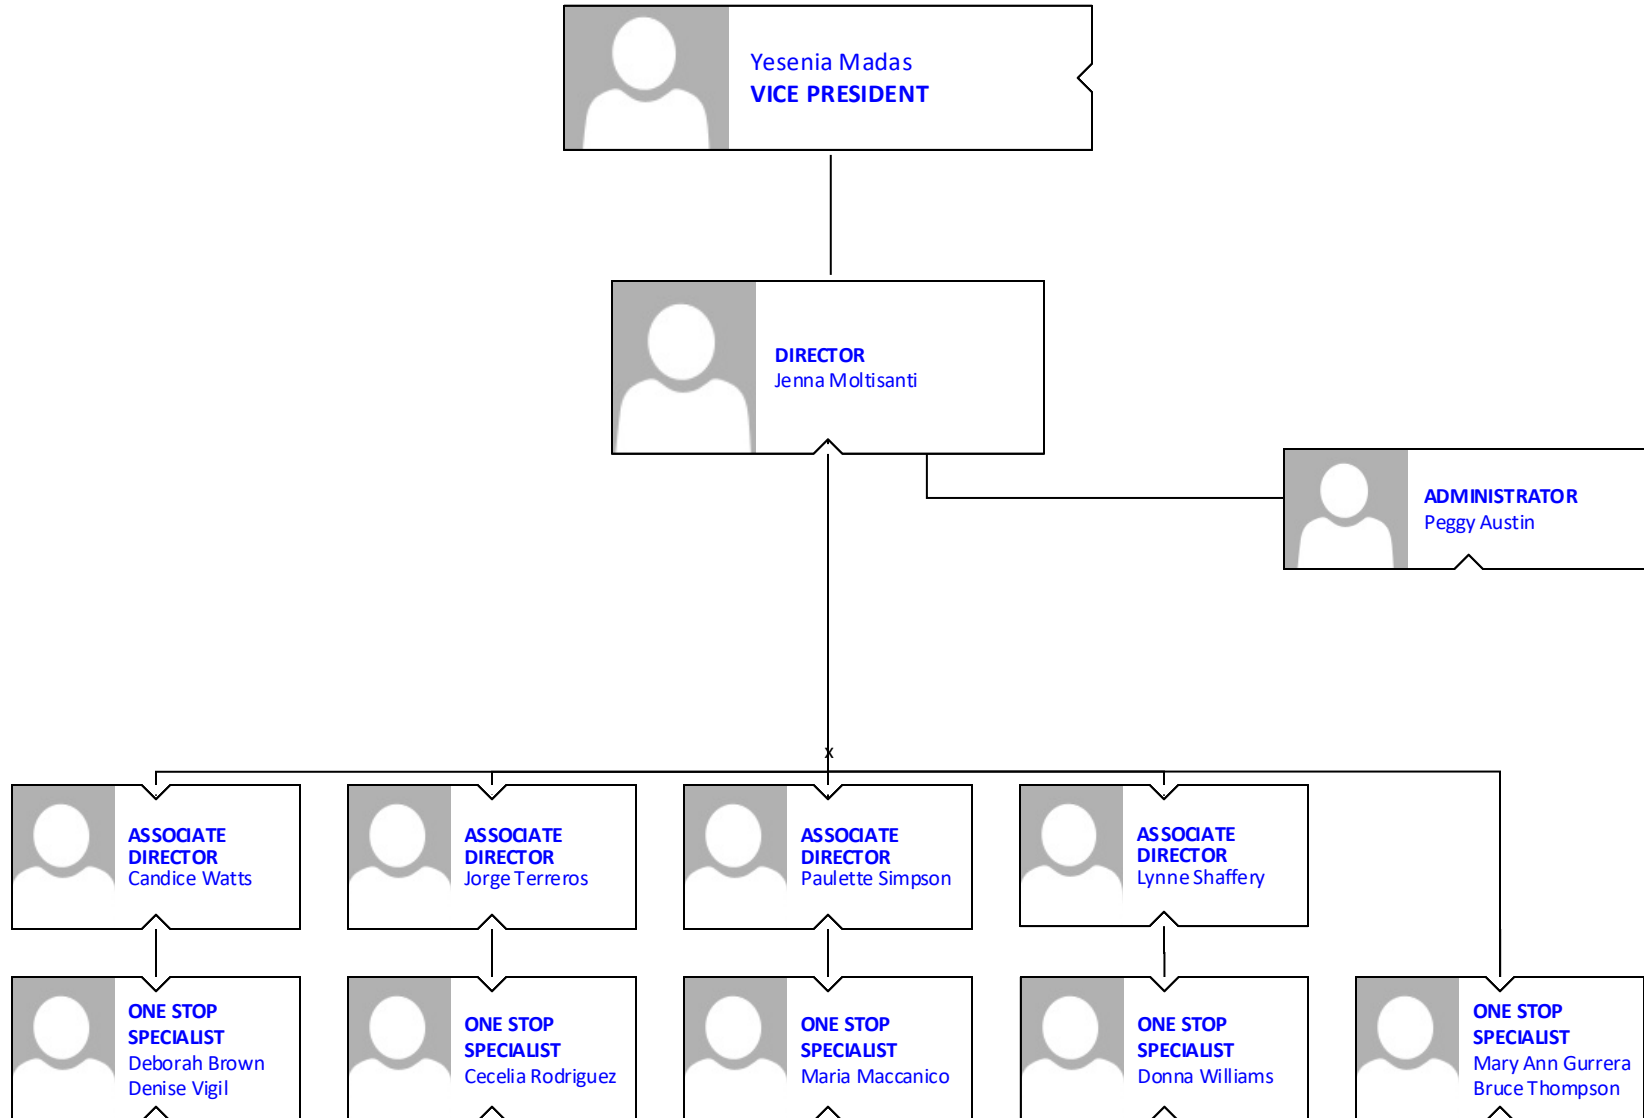 Yesenia Madas
VICE PRESIDENT
DIRECTOR
Jenna Moltisanti
ADMINISTRATOR
Peggy Austin
x
ASSOCIATE
DIRECTOR
Candice Watts
ASSOCIATE
DIRECTOR
Jorge Terreros
ASSOCIATE
DIRECTOR
Paulette Simpson
ASSOCIATE
DIRECTOR
Lynne Shaffery
ONE STOP
SPECIALIST
Deborah Brown
Denise Vigil
ONE STOP
SPECIALIST
Cecelia Rodriguez
ONE STOP
SPECIALIST
Maria Maccanico
ONE STOP
SPECIALIST
Donna Williams
ONE STOP
SPECIALIST
Mary Ann Gurrera
Bruce Thompson